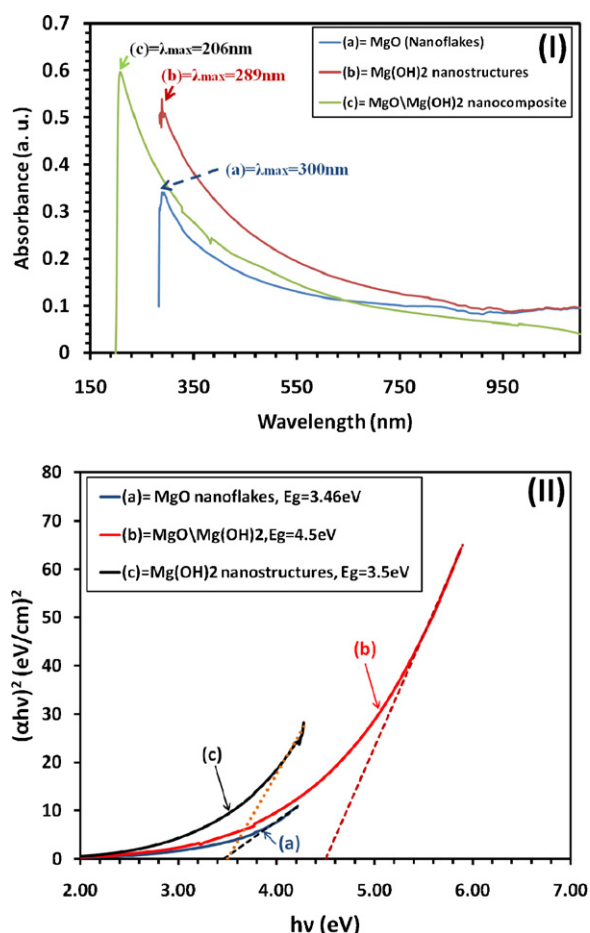 (I)
(a)= MgO (Nanoflakes)
(b)= Mg(OH)2 nanostructures
(c)= MgO\Mg(OH)2 nanocomposite
(c)=λmax=206nm
(b)=λmax=289nm
(a)=λmax=300nm
Absorbance (a. u.)
0.7
0.6
0.5
0.4
0.3
0.2
0.1
0
150 350 550 750 950
Wavelength (nm)
(II)
(a)= MgO nanoflakes, Eg=3.46eV
(b)=MgO\Mg(OH)2,Eg=4.5eV
(c)=Mg(OH)2 nanostructures, Eg=3.5eV
(b)
(c)
(a)
(αhν)² (eV/cm)²
80
70
60
50
40
30
20
10
0
2.00 3.00 4.00 5.00 6.00 7.00
hν (eV)